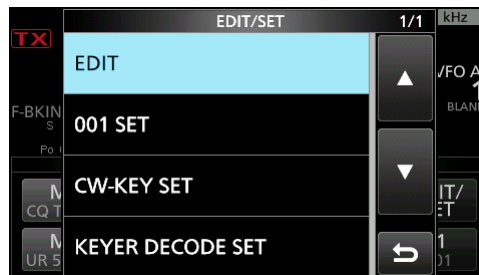 EDIT/SET 1/1 kHz
TX
EDIT
VFO A
F-BKIN
S
BLAN
001 SET
Po
CW-KEY SET
CQ T
KEYER DECODE SET
UR 5